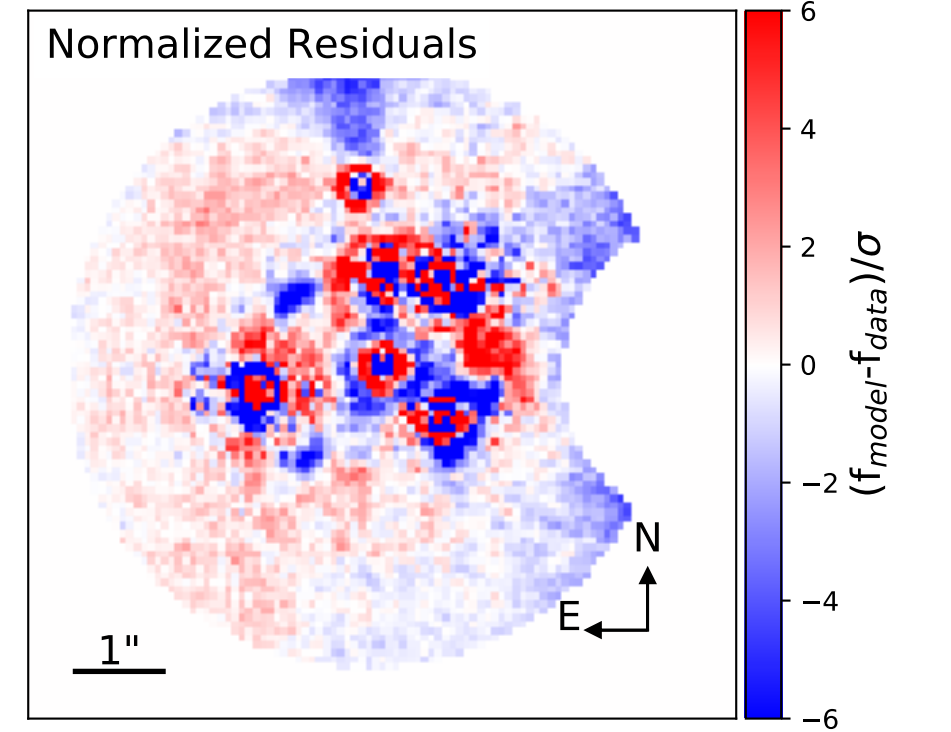 Normalized Residuals
6
4
2
0
−2
−4
−6
(f_model-f_data)/σ
N
E
1"